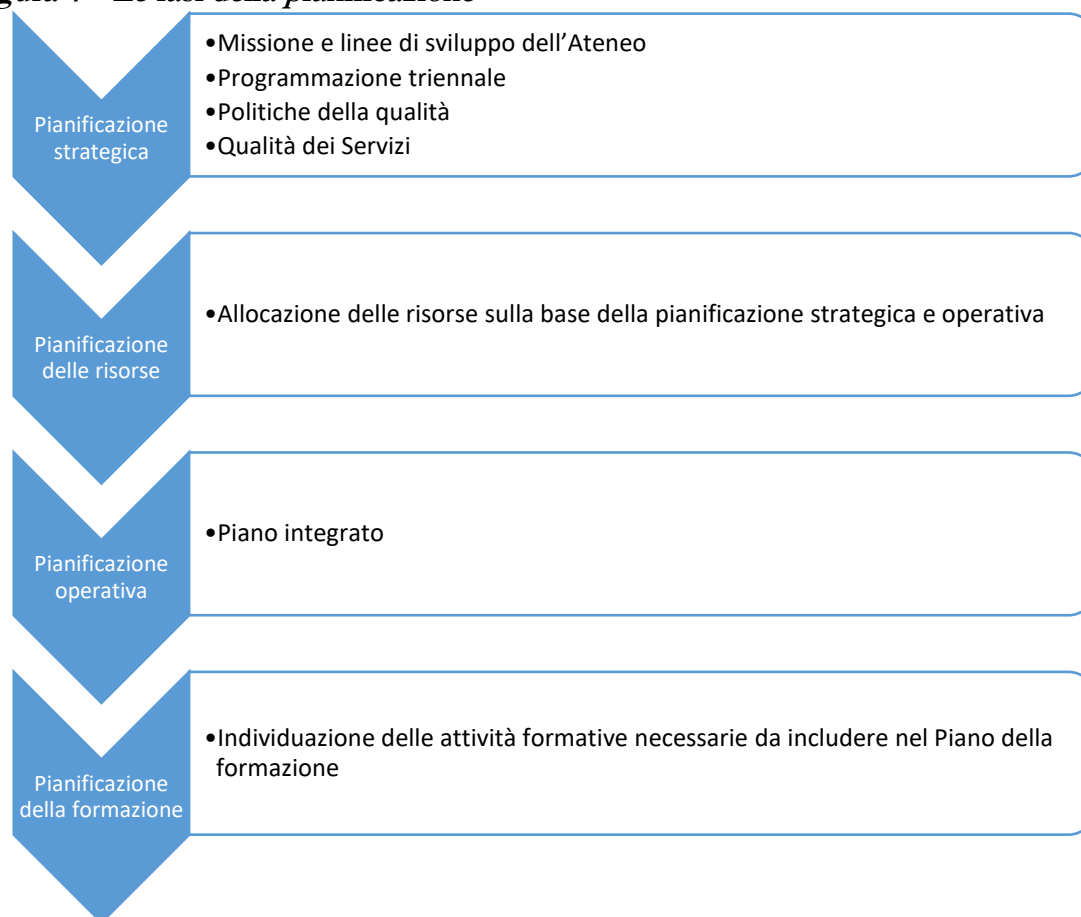 •Missione e linee di sviluppo dell’Ateneo
•Programmazione triennale
•Politiche della qualità
•Qualità dei Servizi
Pianificazione
strategica
•Allocazione delle risorse sulla base della pianificazione strategica e operativa
Pianificazione
delle risorse
•Piano integrato
Pianificazione
operativa
•Individuazione delle attività formative necessarie da includere nel Piano della
formazione
Pianificazione
della formazione